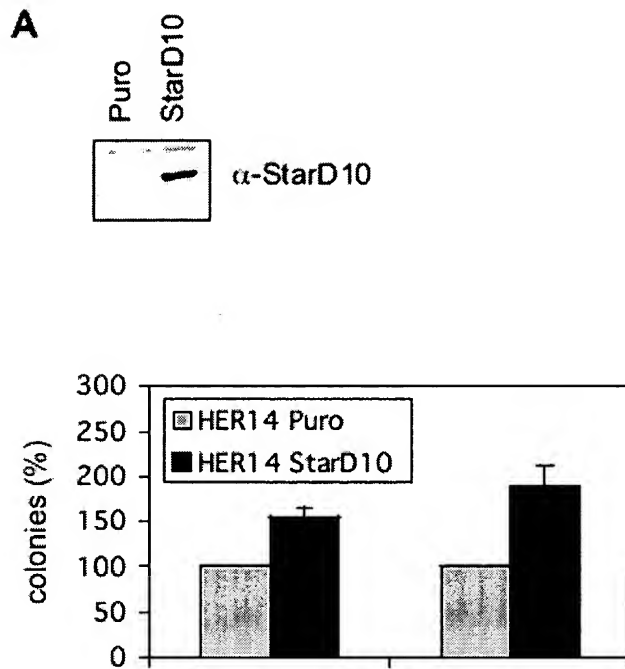 A
Puro
StarD10
α-StarD10
300
250
200
150
100
50
0
colonies (%)
HER14 Puro
HER14 StarD10